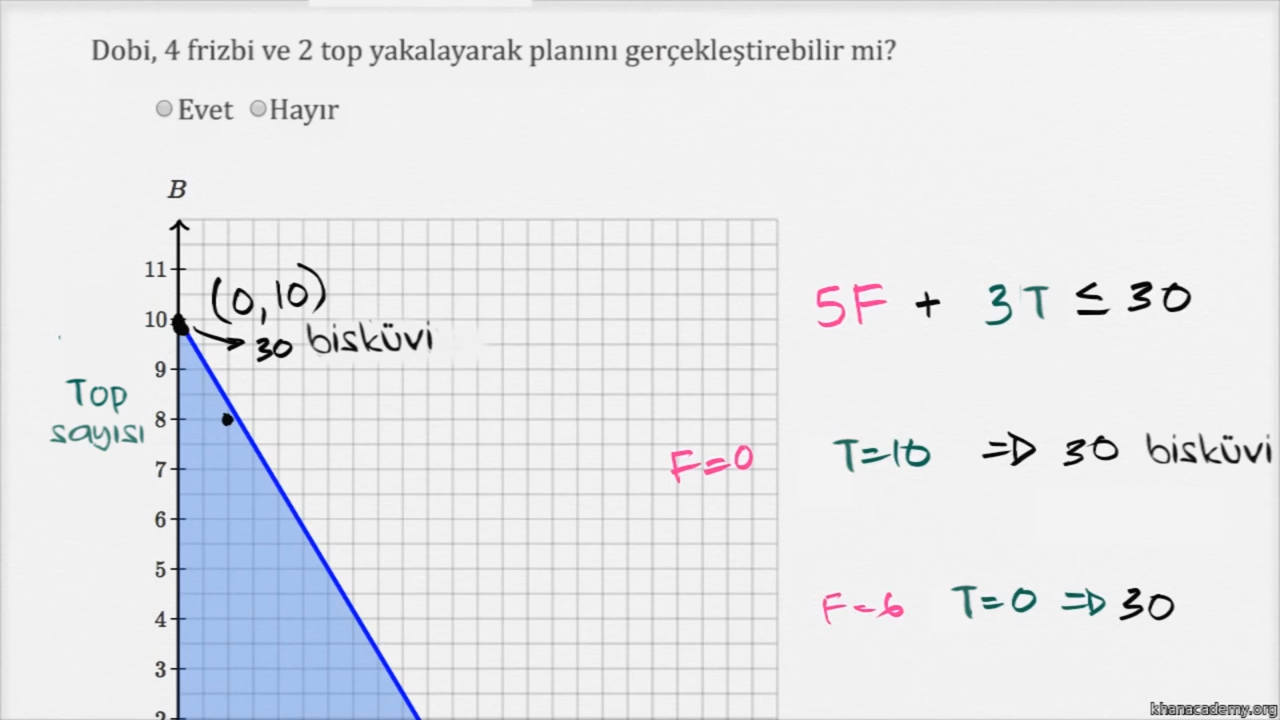 Dobi, 4 frizbi ve 2 top yakalayarak planını gerçekleştirebilir mi?
Evet Hayır
B
11
(0,10)
10
30 bisküvi
9
Top
sayısı
8
7
6
5
4
3
2
5F + 3T ≤ 30
F=0 T=10 => 30 bisküvi
F=6 T=0 => 30
khanacademy.org